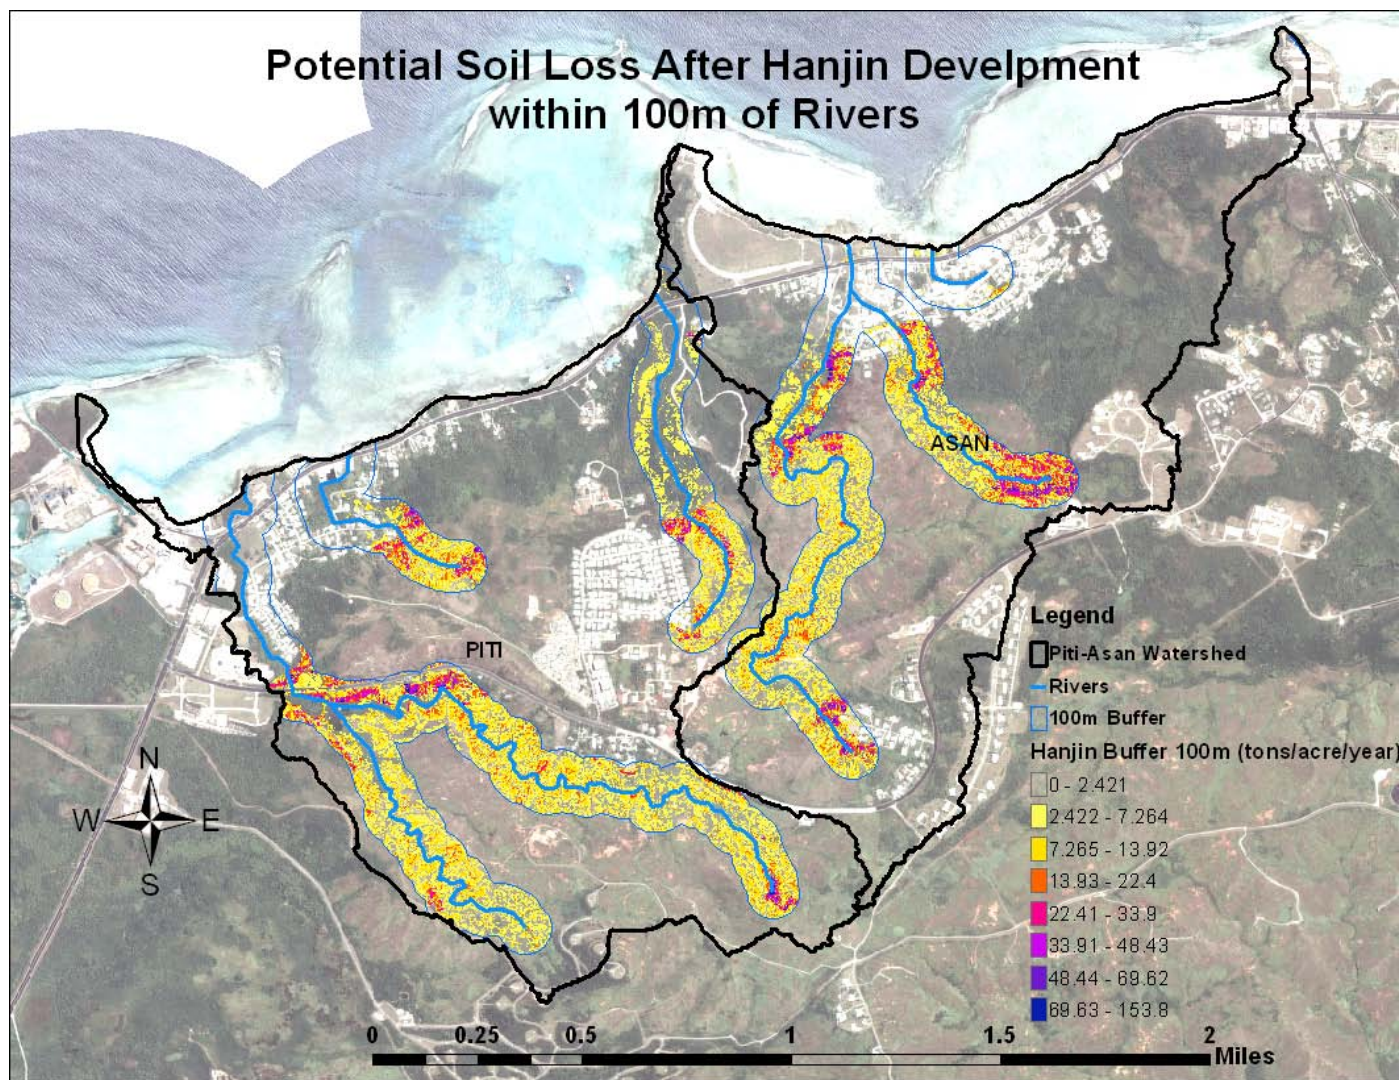 Potential Soil Loss After Hanjin Develpment
within 100m of Rivers
ASAN
PITI
Legend
Piti-Asan Watershed
Rivers
100m Buffer
Hanjin Buffer 100m (tons/acre/year)
0 - 2.421
2.422 - 7.264
7.265 - 13.92
13.93 - 22.4
22.41 - 33.9
33.91 - 48.43
48.44 - 69.62
69.63 - 153.8
N
W E
S
0 0.25 0.5 1 1.5 2
Miles